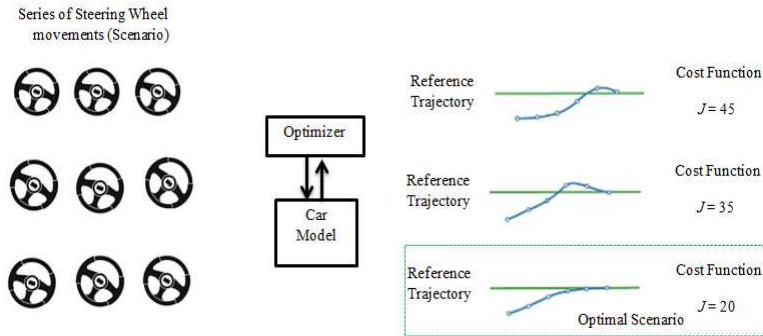 Series of Steering Wheel
movements (Scenario)
Optimizer
Car
Model
Reference
Trajectory
Cost Function
J = 45
Reference
Trajectory
Cost Function
J = 35
Reference
Trajectory
Cost Function
J = 20
Optimal Scenario